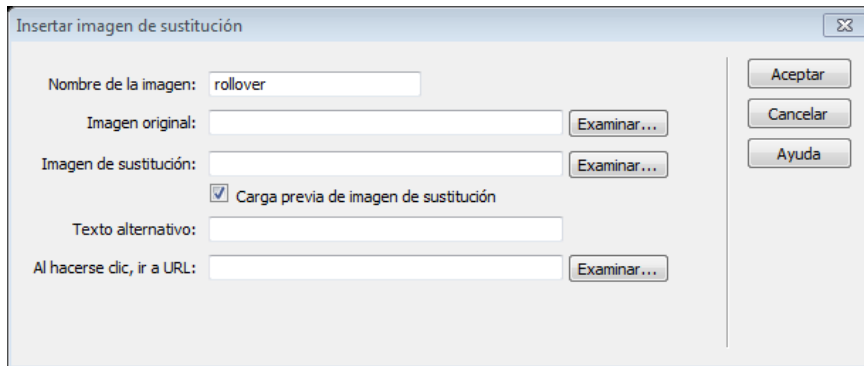 Insertar imagen de sustitución
Nombre de la imagen: rollover
Imagen original: Examinar...
Imagen de sustitución: Examinar...
Carga previa de imagen de sustitución
Texto alternativo:
Al hacerse clic, ir a URL: Examinar...
Aceptar
Cancelar
Ayuda